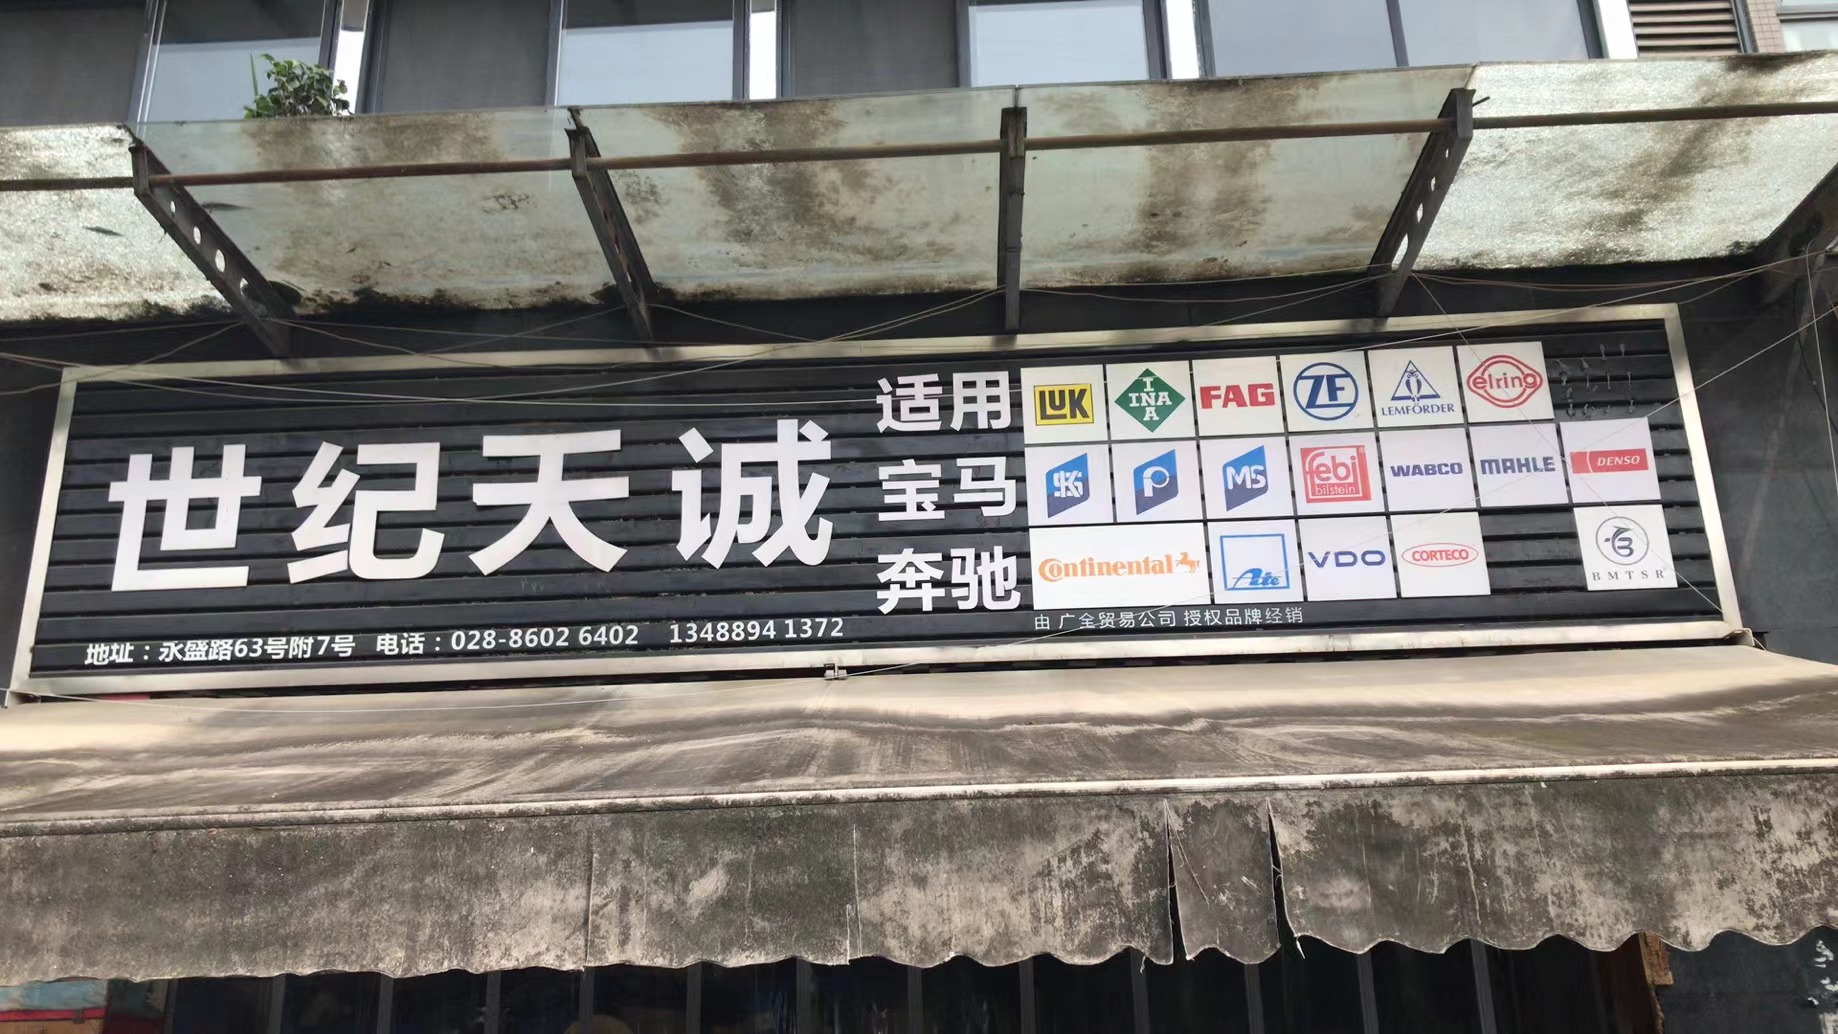 世纪天诚
适用
宝马
奔驰
LUK INA FAG ZF LEMFÖRDER elring
KS P MS febi bilstein WABCO MAHLE DENSO
Continental Ate VDO CORTECO BMTSR
由 广全贸易公司 授权品牌经销
地址：永盛路63号附7号 电话：028-8602 6402 1348894 1372